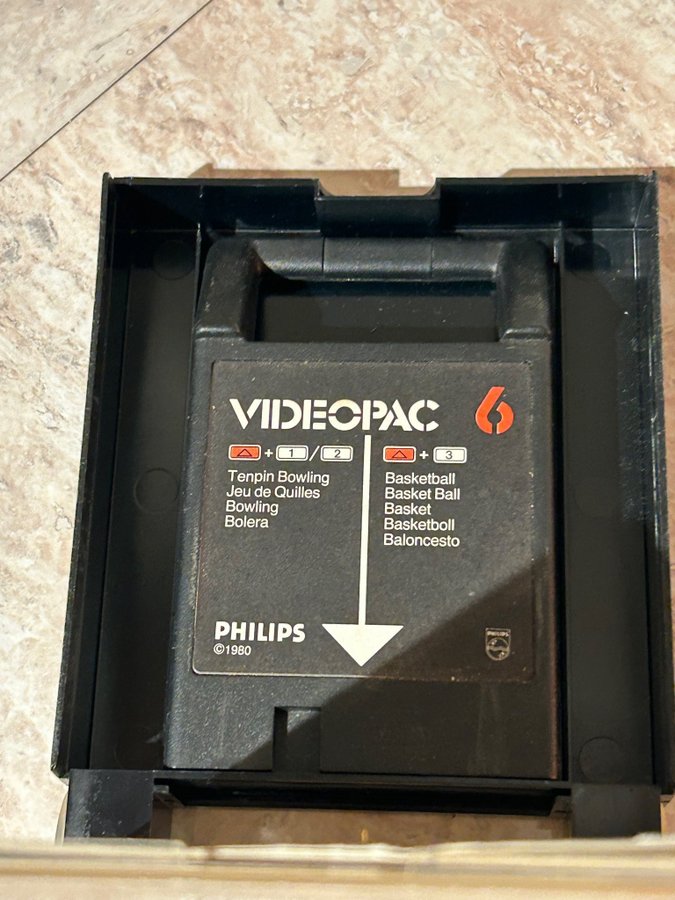 VIDEOPAC 6
+ 1 / 2
Tenpin Bowling
Jeu de Quilles
Bowling
Bolera
+ 3
Basketball
Basket Ball
Basket
Basketboll
Baloncesto
PHILIPS
©1980
PHILIPS